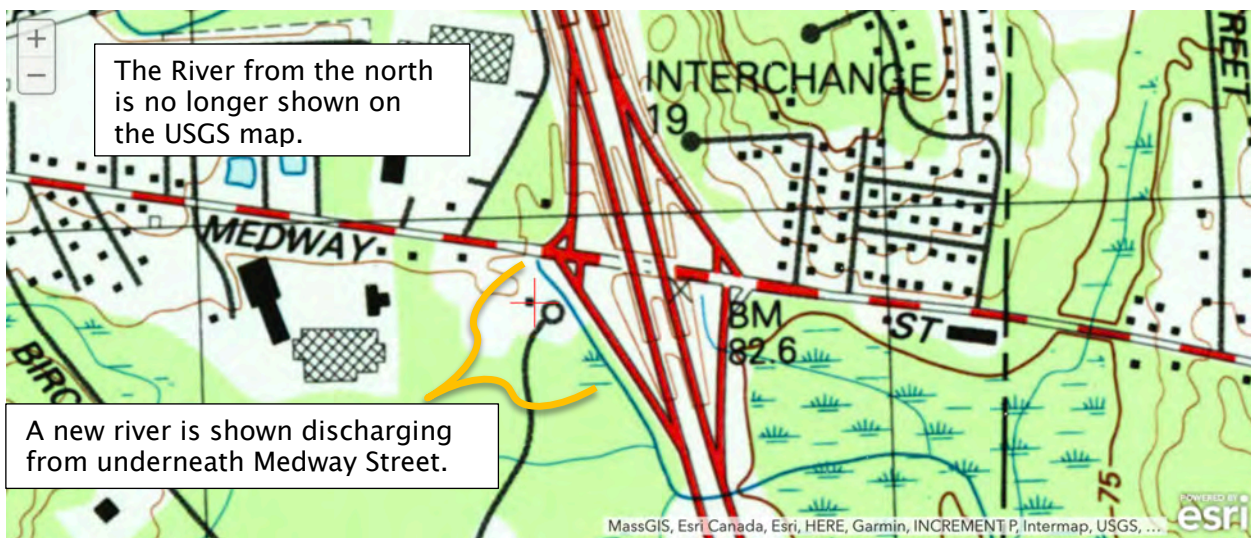 +
−
The River from the north
is no longer shown on
the USGS map.
INTERCHANGE
19
REET
MEDWAY
BM
82.6
ST
BIRC
A new river is shown discharging
from underneath Medway Street.
75
MassGIS, Esri Canada, Esri, HERE, Garmin, INCREMENT P, Intermap, USGS, ...
POWERED BY
esri